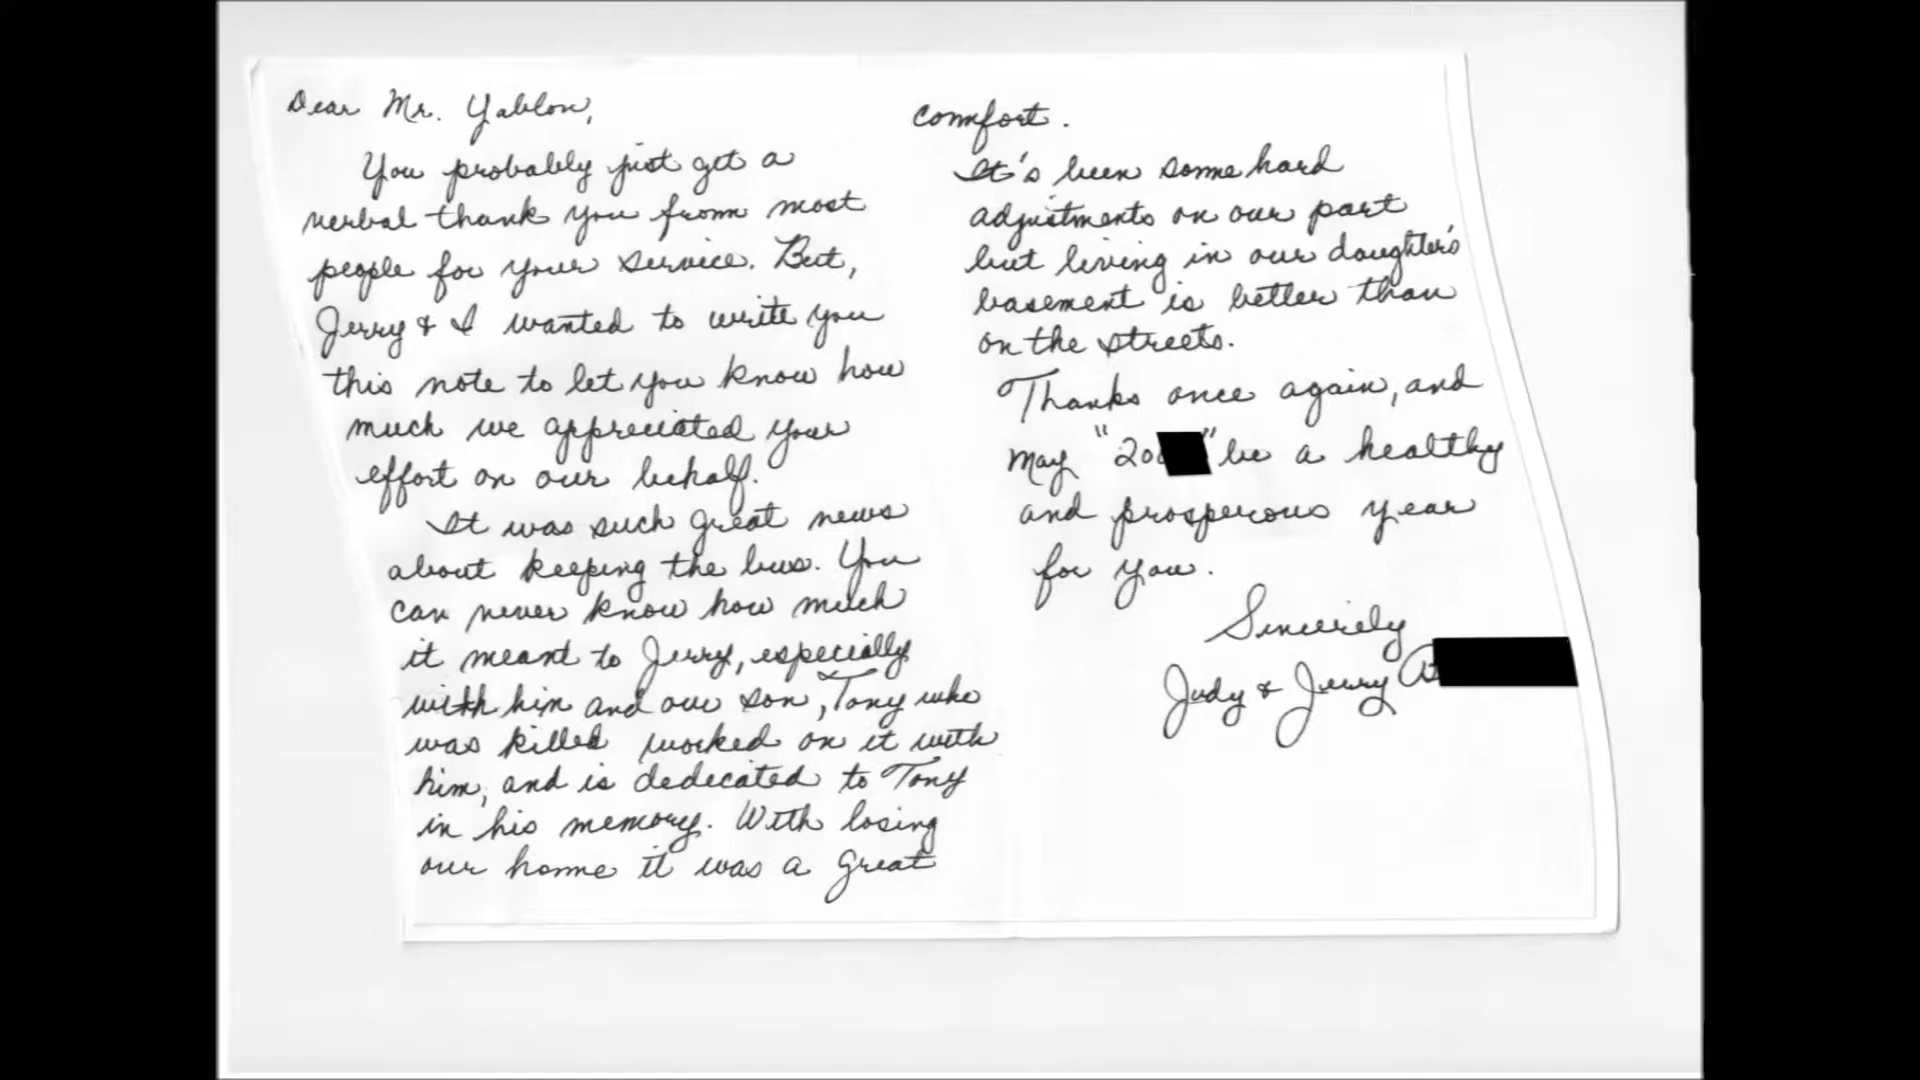 Dear Mr. Yablon,
You probably just get a
verbal thank you from most
people for your service. But,
Jerry & I wanted to write you
this note to let you know how
much we appreciated your
effort on our behalf.
It was such great news
about keeping the bus. You
can never know how much
it meant to Jerry, especially
with him and our son, Tony who
was killed worked on it with
him, and is dedicated to Tony
in his memory. With losing
our home it was a great
comfort.
It's been some hard
adjustments on our part
but living in our daughter's
basement is better than
on the streets.
Thanks once again, and
may "200" be a healthy
and prosperous year
for you.
Sincerely
Judy & Jerry